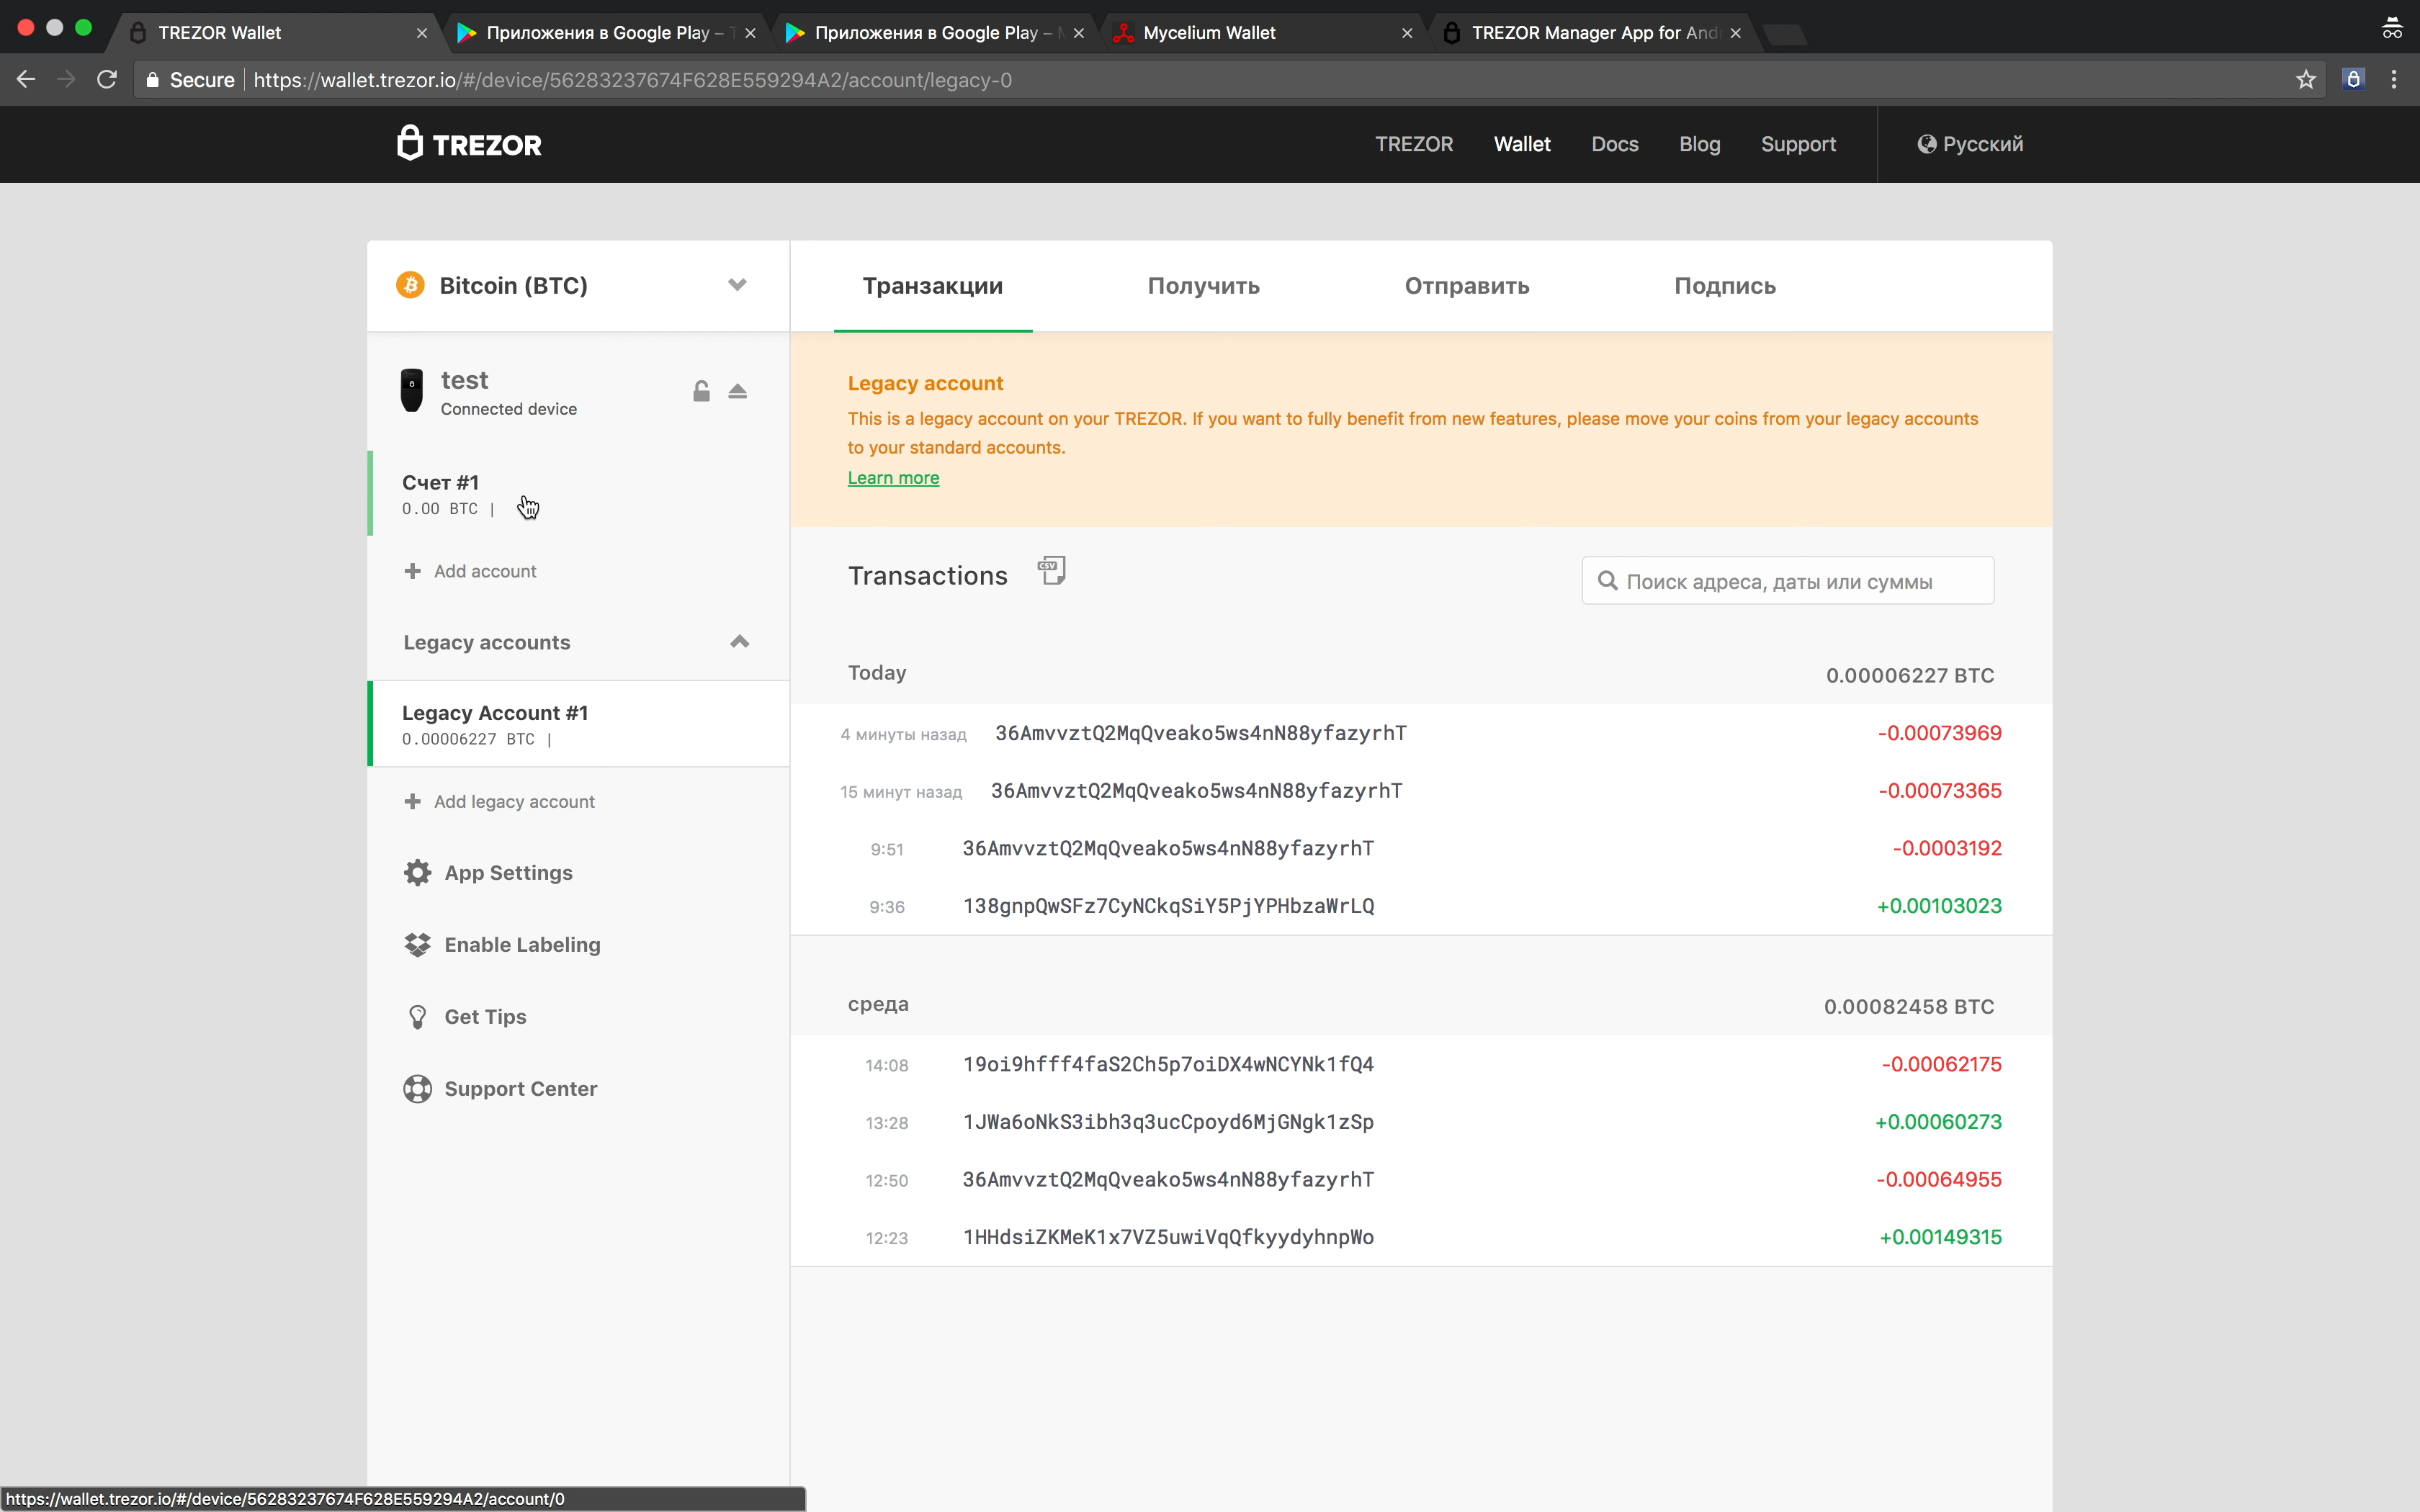 TREZOR Wallet
Приложения в Google Play –
Приложения в Google Play –
Mycelium Wallet
TREZOR Manager App for And
Secure https://wallet.trezor.io/#/device/56283237674F628E559294A2/account/legacy-0
TREZOR
TREZOR Wallet Docs Blog Support Русский
Bitcoin (BTC)
Транзакции Получить Отправить Подпись
test
Connected device
Счет #1
0.00 BTC |
Add account
Legacy accounts
Legacy Account #1
0.00006227 BTC |
Add legacy account
App Settings
Enable Labeling
Get Tips
Support Center
Legacy account
This is a legacy account on your TREZOR. If you want to fully benefit from new features, please move your coins from your legacy accounts
to your standard accounts.
Learn more
Transactions CSV Поиск адреса, даты или суммы
Today 0.00006227 BTC
4 минуты назад 36AmvvztQ2MqQveako5ws4nN88yfazyrhT -0.00073969
15 минут назад 36AmvvztQ2MqQveako5ws4nN88yfazyrhT -0.00073365
9:51 36AmvvztQ2MqQveako5ws4nN88yfazyrhT -0.0003192
9:36 138gnpQwSFz7CyNCkqSiY5PjYPHbzaWrLQ +0.00103023
среда 0.00082458 BTC
14:08 19oi9hfff4faS2Ch5p7oiDX4wNCYNk1fQ4 -0.00062175
13:28 1JWa6oNkS3ibh3q3ucCpoyd6MjGNgk1zSp +0.00060273
12:50 36AmvvztQ2MqQveako5ws4nN88yfazyrhT -0.00064955
12:23 1HHdsiZKMeK1x7VZ5uwiVqQfkyydyhnpWo +0.00149315
https://wallet.trezor.io/#/device/56283237674F628E559294A2/account/0